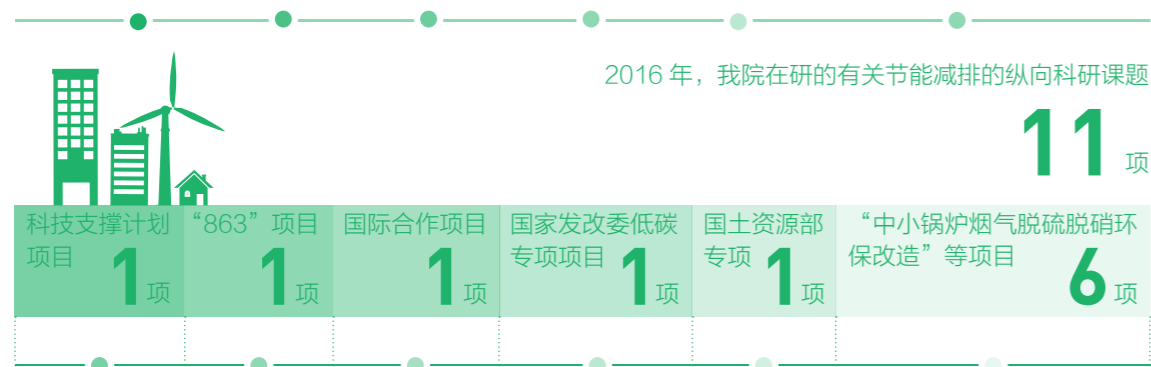 2016 年，我院在研的有关节能减排的纵向科研课题
11 项
科技支撑计划
项目 1 项
“863”项目
1 项
国际合作项目
1 项
国家发改委低碳
专项项目 1 项
国土资源部
专项 1 项
“中小锅炉烟气脱硫脱硝环
保改造”等项目
6 项